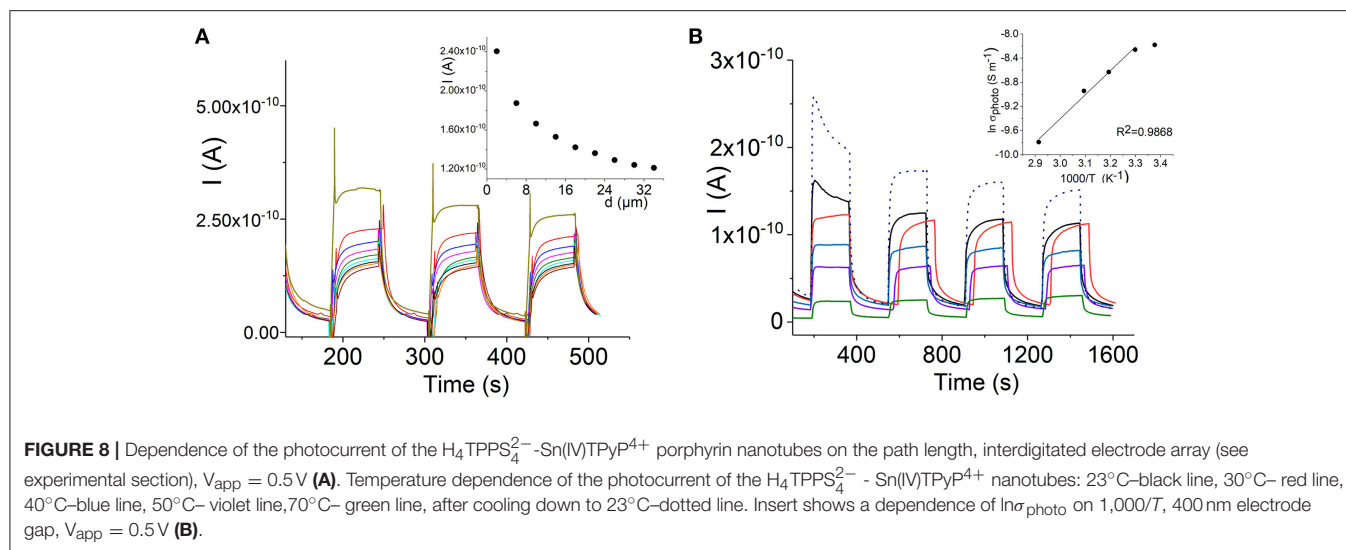 A
5.00x10⁻¹⁰
2.50x10⁻¹⁰
0.00
I (A)
200 300 400 500
Time (s)
2.40x10⁻¹⁰
2.00x10⁻¹⁰
1.60x10⁻¹⁰
1.20x10⁻¹⁰
I (A)
0 8 16 24 32
d (µm)
B
3x10⁻¹⁰
2x10⁻¹⁰
1x10⁻¹⁰
0
I (A)
400 800 1200 1600
Time (s)
-8.0
-8.4
-8.8
-9.2
-9.6
-10.0
ln σphoto (S m⁻¹)
R²=0.9868
2.9 3.0 3.1 3.2 3.3 3.4
1000/T (K⁻¹)
FIGURE 8 | Dependence of the photocurrent of the H₄TPPS₄²⁻-Sn(IV)TPyP⁴⁺ porphyrin nanotubes on the path length, interdigitated electrode array (see
experimental section), Vapp = 0.5 V (A). Temperature dependence of the photocurrent of the H₄TPPS₄²⁻ - Sn(IV)TPyP⁴⁺ nanotubes: 23°C–black line, 30°C– red line,
40°C–blue line, 50°C– violet line,70°C– green line, after cooling down to 23°C–dotted line. Insert shows a dependence of lnσphoto on 1,000/T, 400 nm electrode
gap, Vapp = 0.5 V (B).